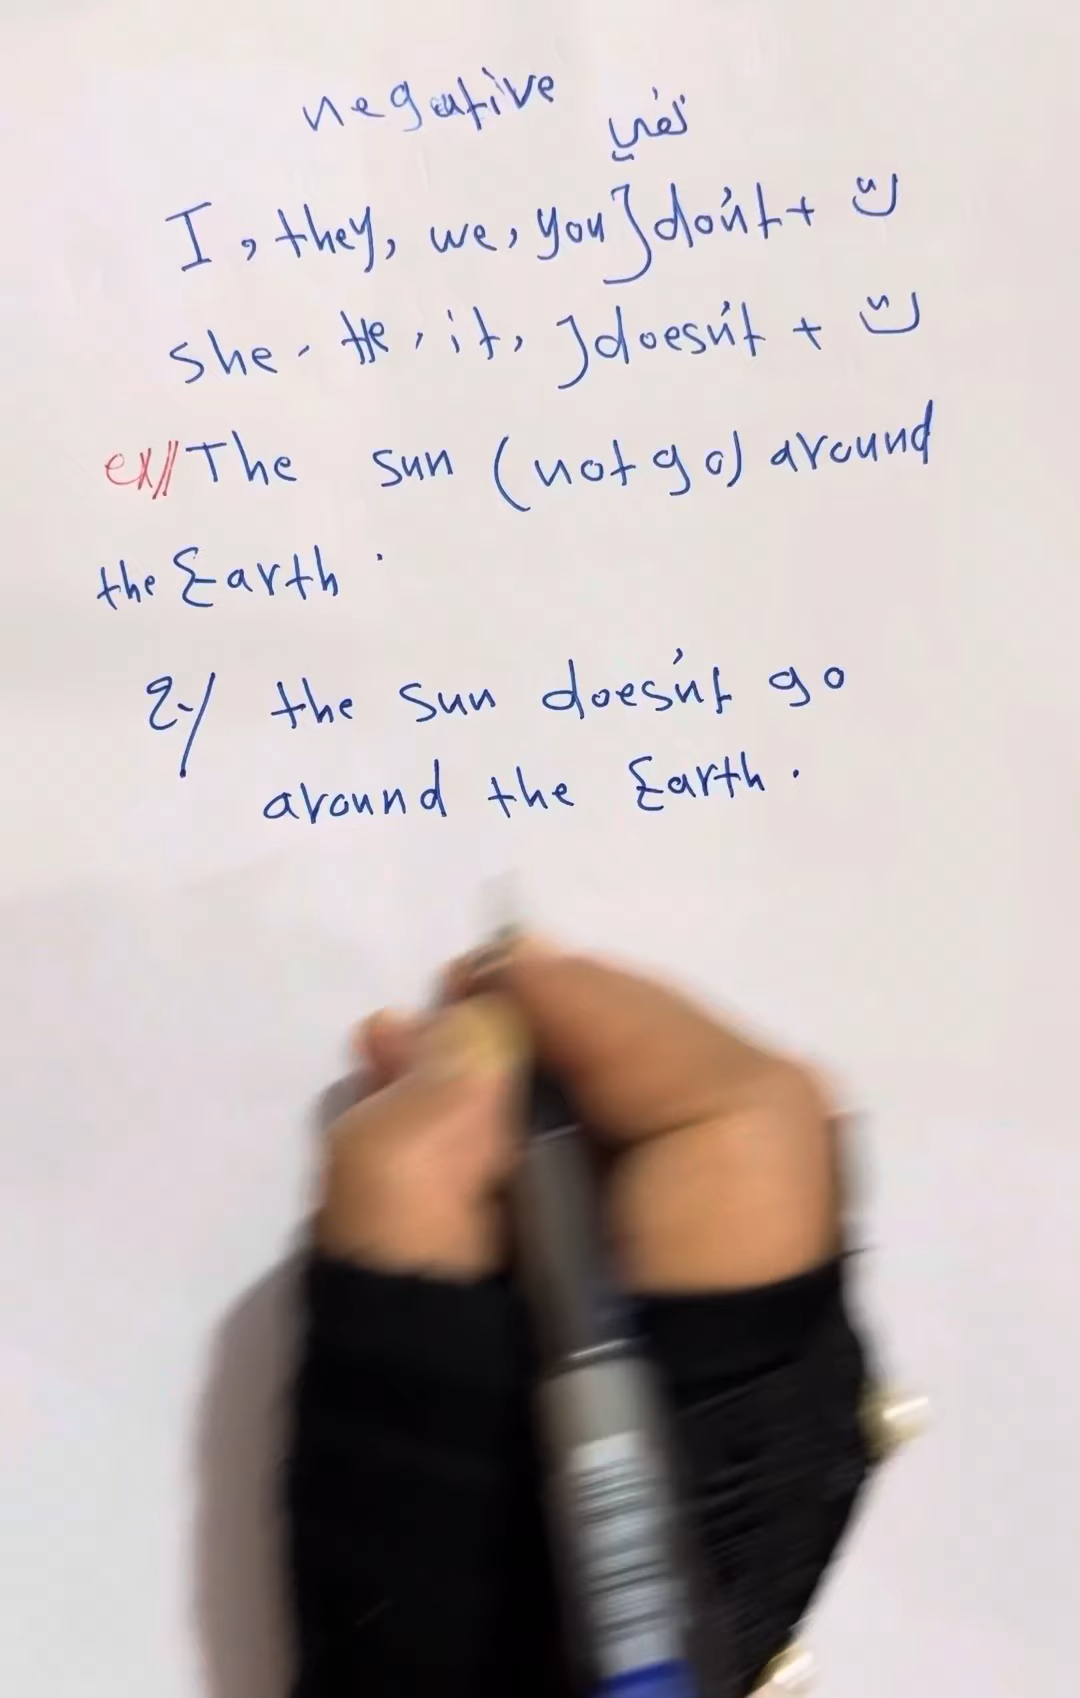 negative نفي
I, they, we, you] don't + ف
she, He, it, ] doesn't + ف
ex// The sun (not go) around
the Earth.
2-/ the sun doesn't go
around the Earth.